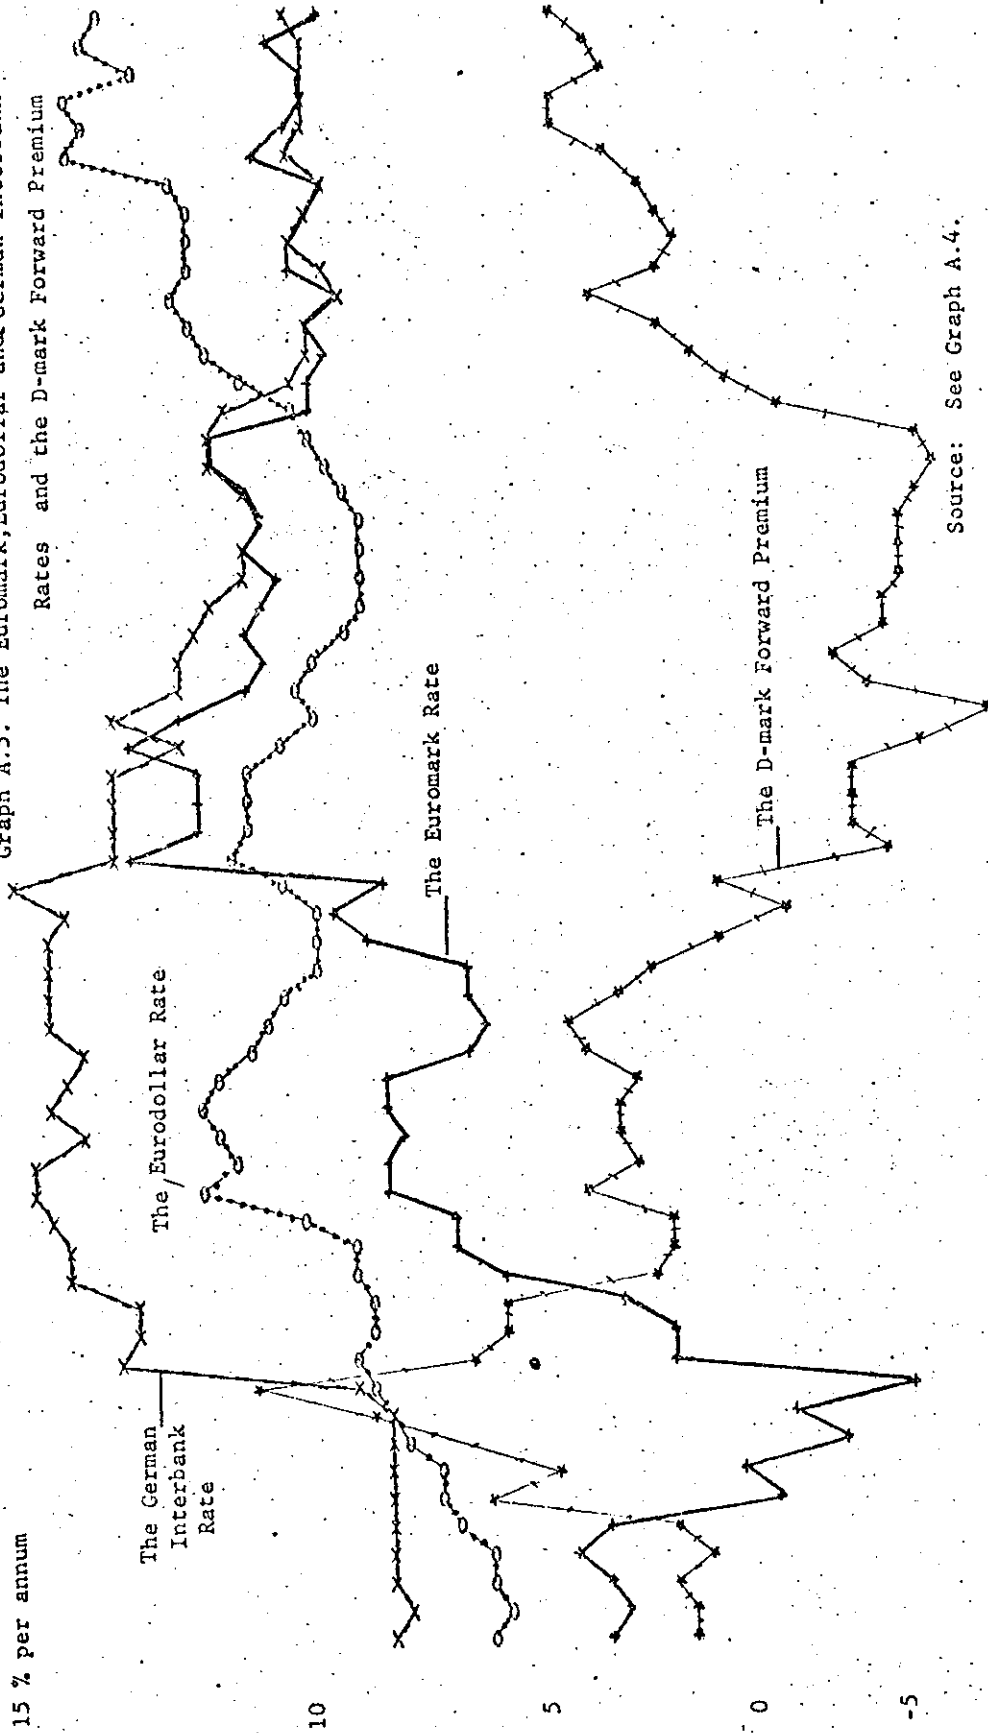 Graph A.5. The Euromark, Eurodollar and German
Rates and the D-mark Forward Premium
15 % per annum
10
5
0
-5
The German
Interbank
Rate
The Eurodollar Rate
The Euromark Rate
The D-mark Forward Premium
Source: See Graph A.4.